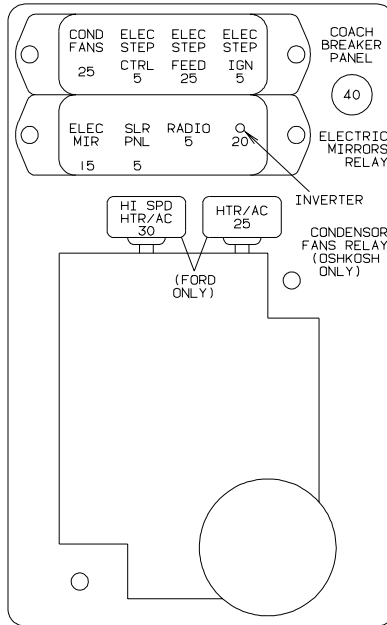 COND ELEC ELEC ELEC
FANS STEP STEP STEP
CTRL FEED IGN
25 5 25 5
COACH
BREAKER
PANEL
40
ELEC SLR RADIO
MIR PNL 5 20
15 5
ELECTRIC
MIRRORS
RELAY
INVERTER
HI SPD
HTR/AC
30
HTR/AC
25
(FORD
ONLY)
CONDENSOR
FANS RELAY
(OSHKOSH
ONLY)